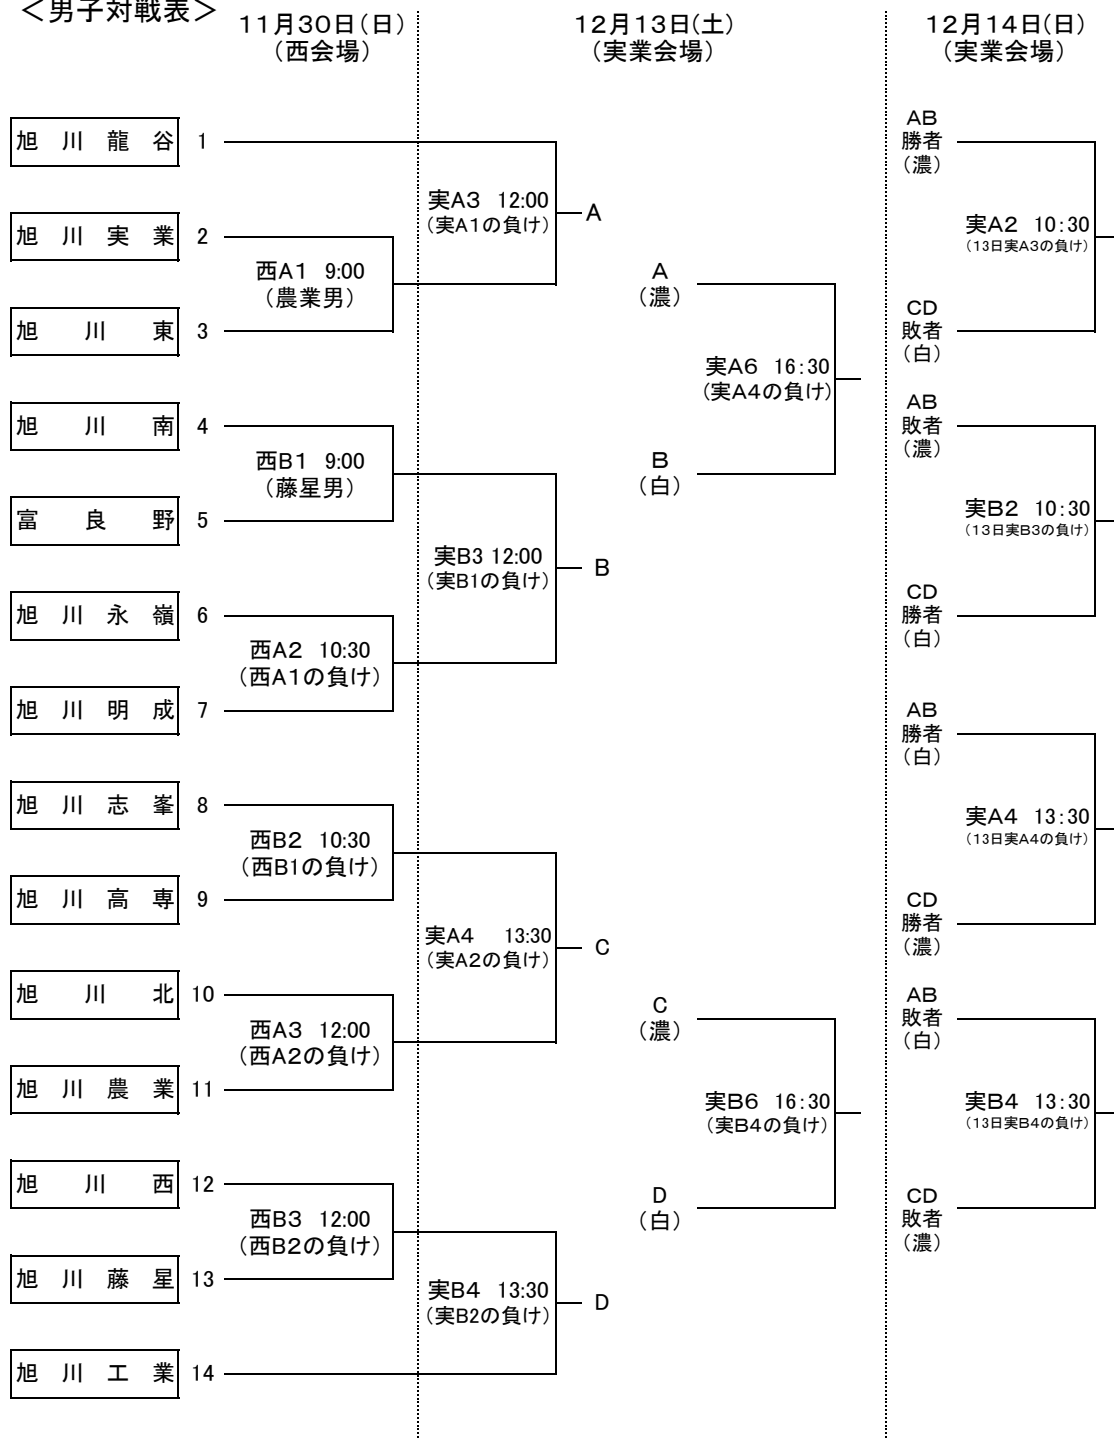 ＜男子対戦表＞
11月30日（日）
（西会場）
12月13日(土)
（実業会場）
12月14日（日）
（実業会場）
旭川龍谷 1
旭川実業 2
旭川東 3
旭川南 4
富良野 5
旭川永嶺 6
旭川明成 7
旭川志峯 8
旭川高専 9
旭川北 10
旭川農業 11
旭川西 12
旭川藤星 13
旭川工業 14
西A1 9:00
（農業男）
西B1 9:00
（藤星男）
西A2 10:30
（西A1の負け）
西B2 10:30
（西B1の負け）
西A3 12:00
（西A2の負け）
西B3 12:00
（西B2の負け）
実A3 12:00
（実A1の負け）
A
実B3 12:00
（実B1の負け）
B
実A4 13:30
（実A2の負け）
C
実B4 13:30
（実B2の負け）
D
A
（濃）
実A6 16:30
（実A4の負け）
B
（白）
C
（濃）
実B6 16:30
（実B4の負け）
D
（白）
AB
勝者
（濃）
実A2 10:30
（13日実A3の負け）
CD
敗者
（白）
AB
敗者
（濃）
実B2 10:30
（13日実B3の負け）
CD
勝者
（白）
AB
勝者
（白）
実A4 13:30
（13日実A4の負け）
CD
勝者
（濃）
AB
敗者
（白）
実B4 13:30
（13日実B4の負け）
CD
敗者
（濃）